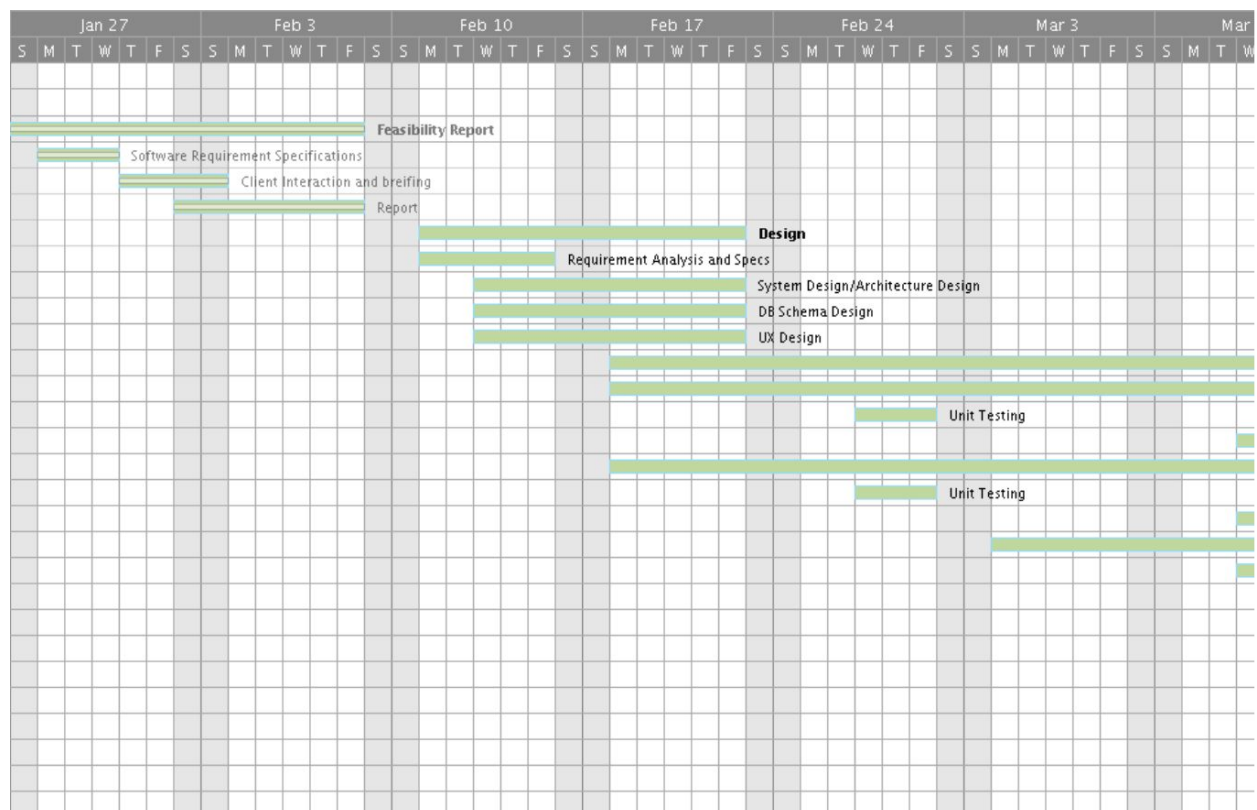 Jan 27 Feb 3 Feb 10 Feb 17 Feb 24 Mar 3 Mar
S M T W T F S S M T W T F S S M T W T F S S M T W T F S S M T W T F S S M T W T F S S M T W
Feasibility Report
Software Requirement Specifications
Client Interaction and breifing
Report
Design
Requirement Analysis and Specs
System Design/Architecture Design
DB Schema Design
UX Design
Unit Testing
Unit Testing